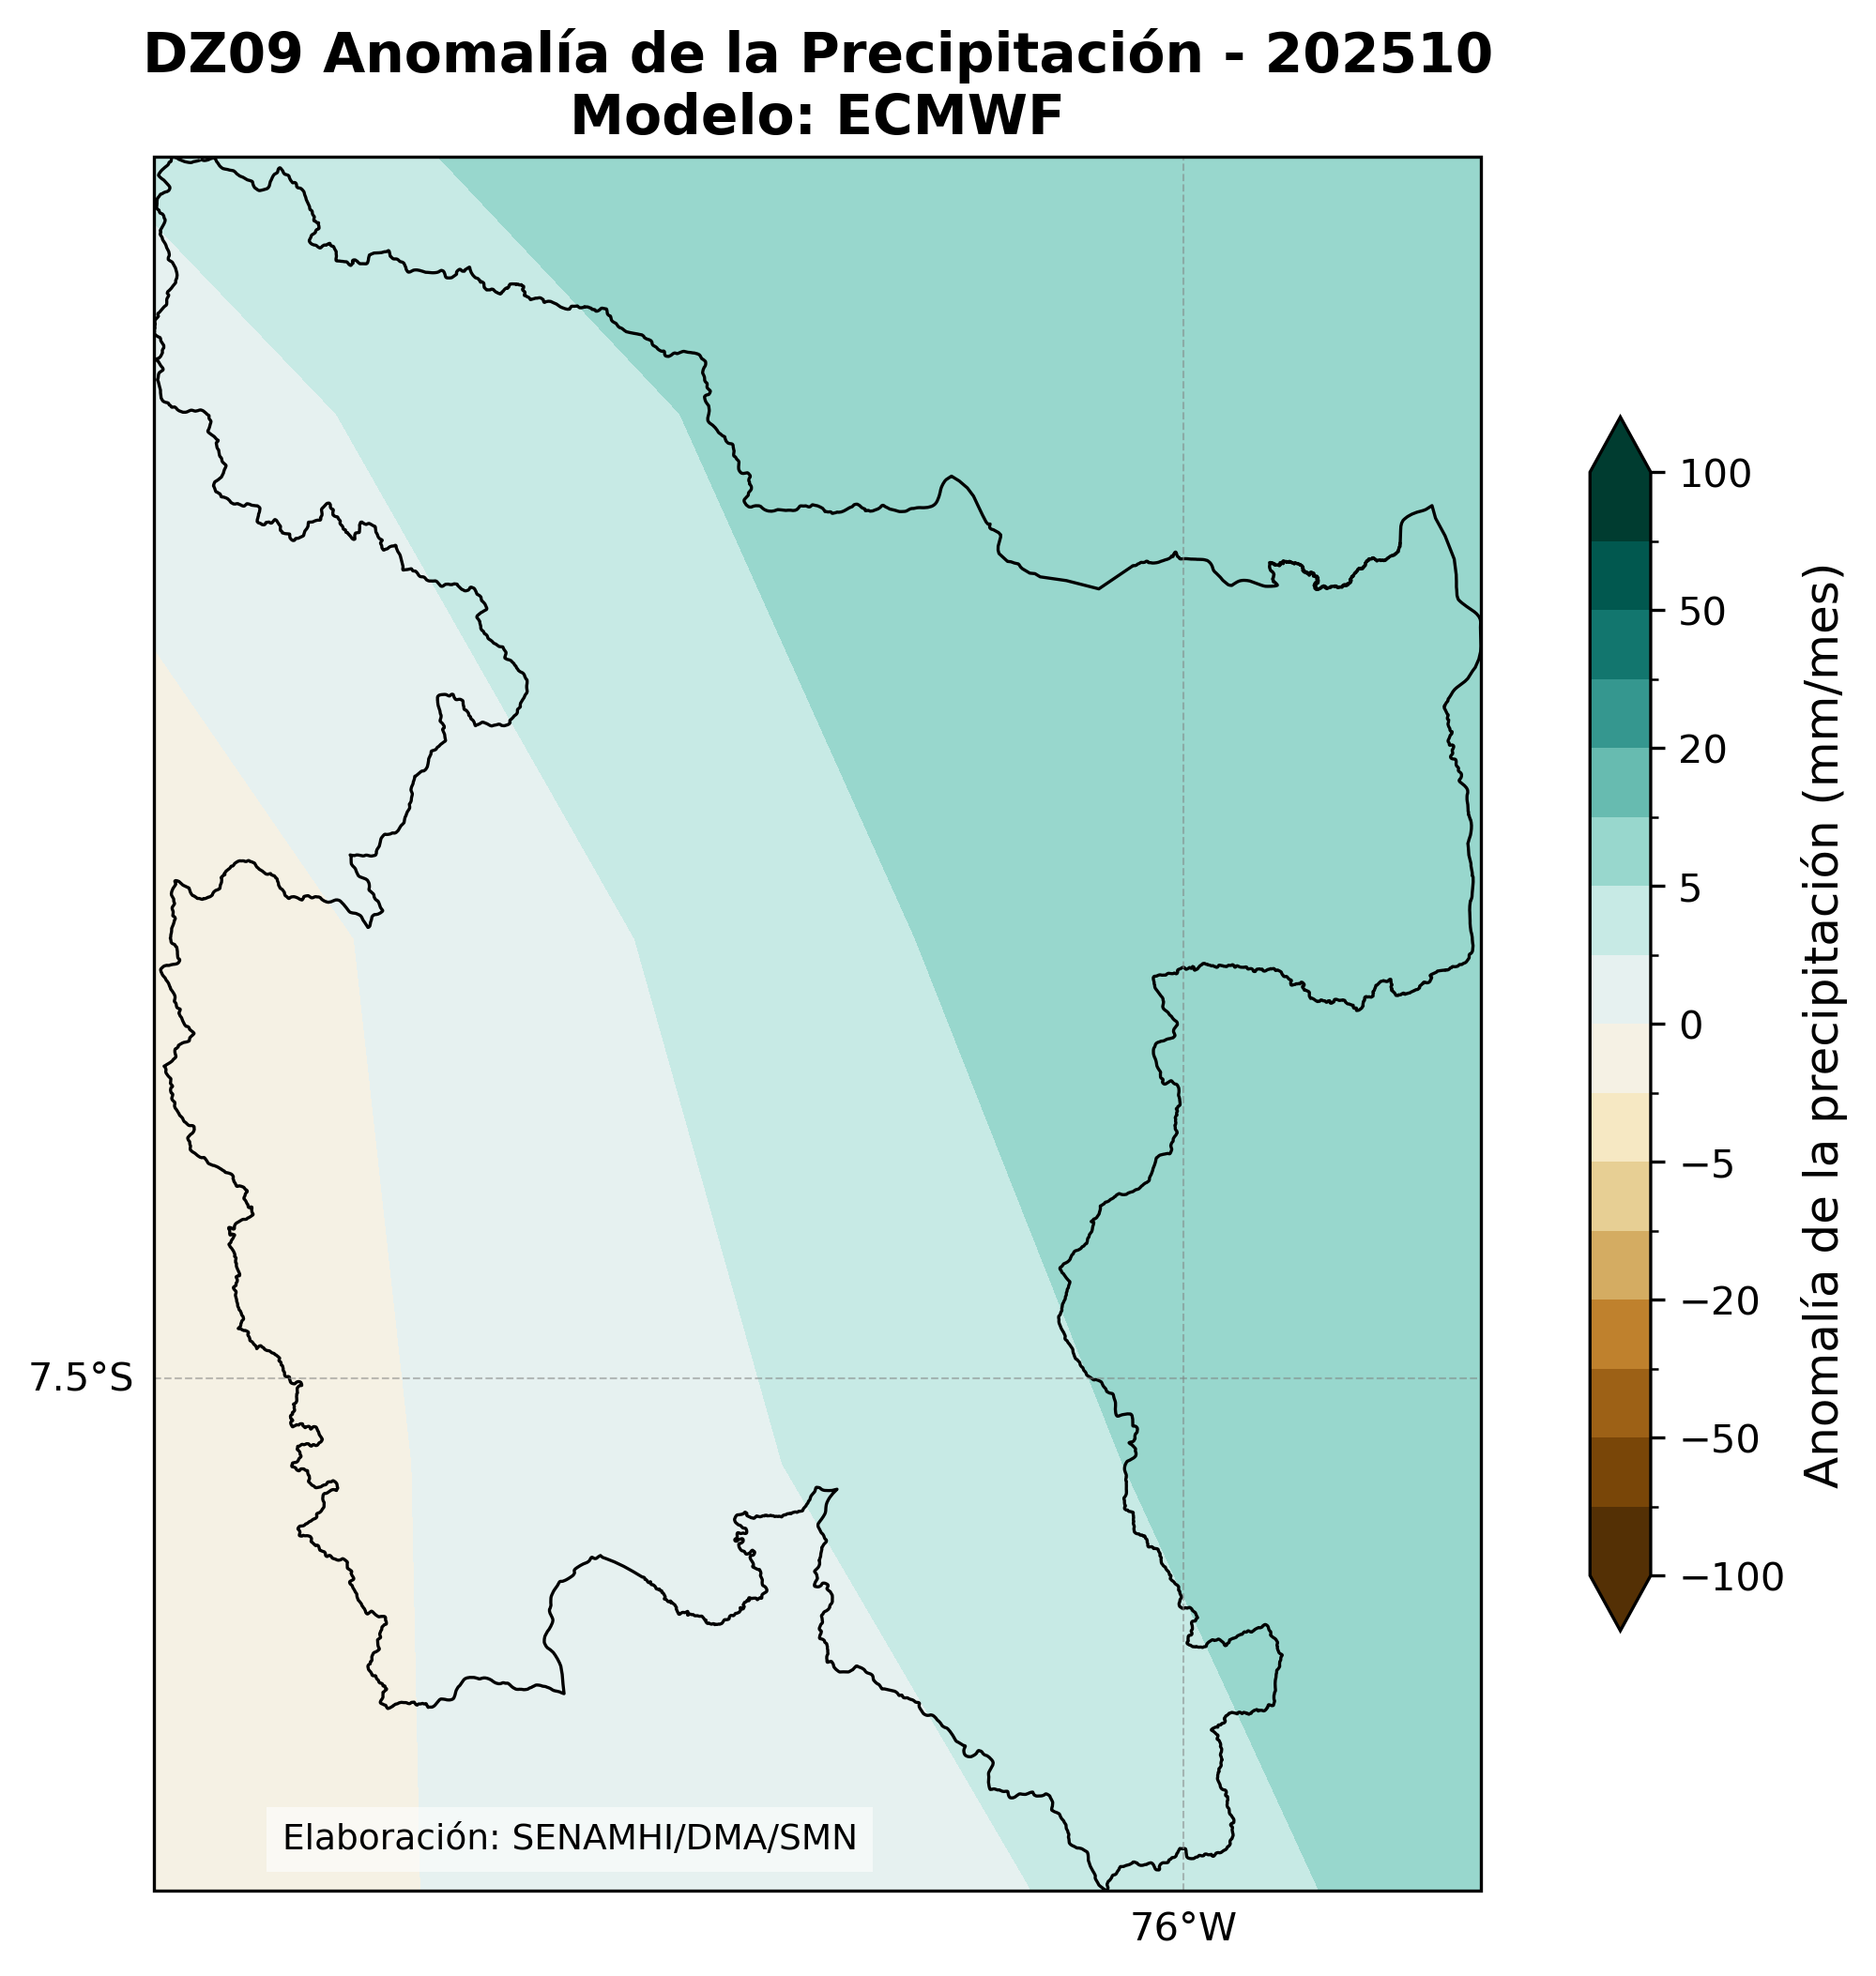 DZ09 Anomalía de la Precipitación - 202510
Modelo: ECMWF
7.5°S
76°W
Elaboración: SENAMHI/DMA/SMN
100
50
20
5
0
−5
−20
−50
−100
Anomalía de la precipitación (mm/mes)